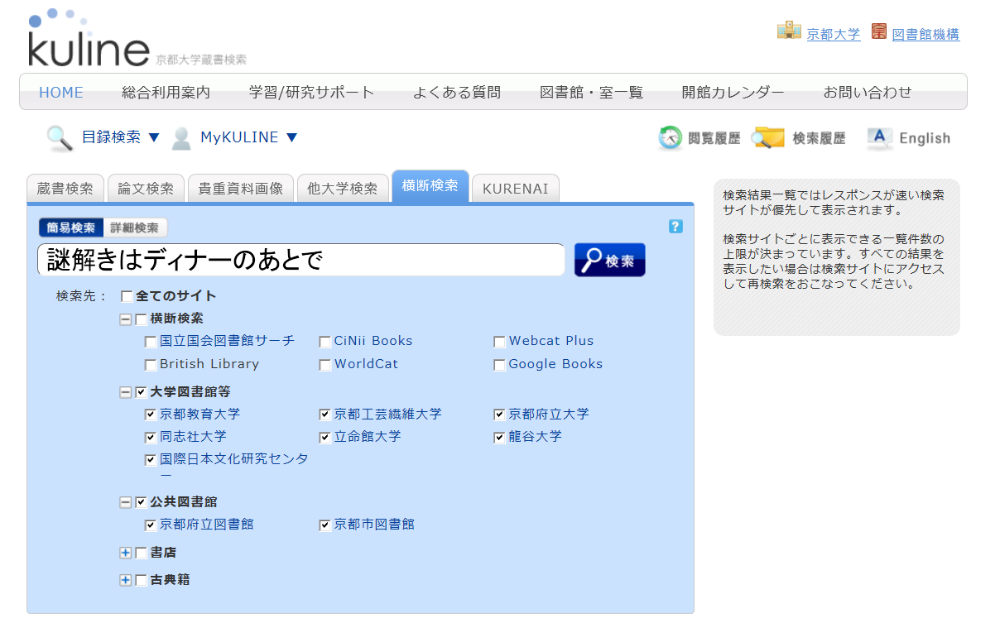 kuline 京都大学蔵書検索
京都大学 図書館機構
HOME 総合利用案内 学習/研究サポート よくある質問 図書館・室一覧 開館カレンダー お問い合わせ
目録検索 ▼ MyKULINE ▼ 閲覧履歴 検索履歴 A English
蔵書検索 論文検索 貴重資料画像 他大学検索 横断検索 KURENAI
簡易検索 詳細検索 ?
謎解きはディナーのあとで 検索
検索先： 全てのサイト
横断検索
国立国会図書館サーチ CiNii Books Webcat Plus
British Library WorldCat Google Books
大学図書館等
京都教育大学 京都工芸繊維大学 京都府立大学
同志社大学 立命館大学 龍谷大学
国際日本文化研究センタ
ー
公共図書館
京都府立図書館 京都市図書館
書店
古典籍
検索結果一覧ではレスポンスが速い検索
サイトが優先して表示されます。
検索サイトごとに表示できる一覧件数の
上限が決まっています。すべての結果を
表示したい場合は検索サイトにアクセス
して再検索をおこなってください。